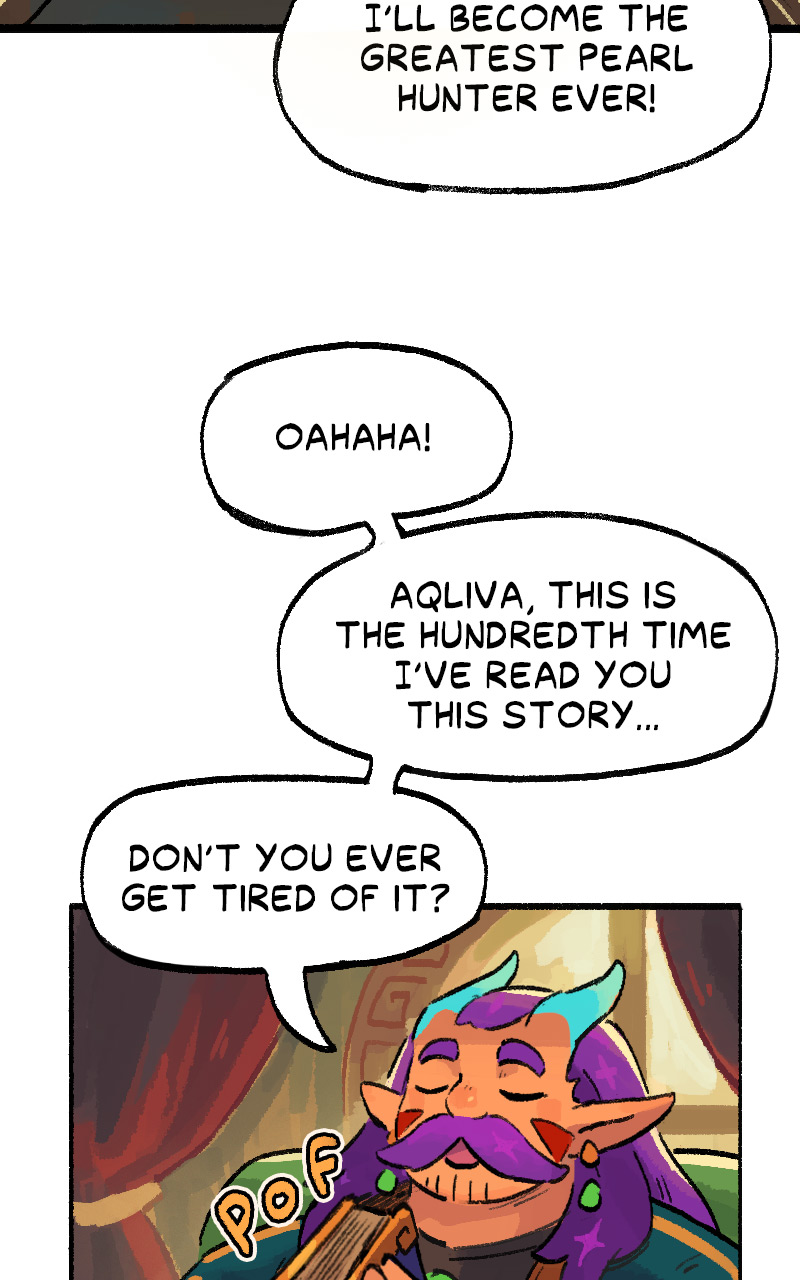 I'LL BECOME THE
GREATEST PEARL
HUNTER EVER!
OAHAHA!
AQLIVA, THIS IS
THE HUNDREDTH TIME
I'VE READ YOU
THIS STORY...
DON'T YOU EVER
GET TIRED OF IT?
POF